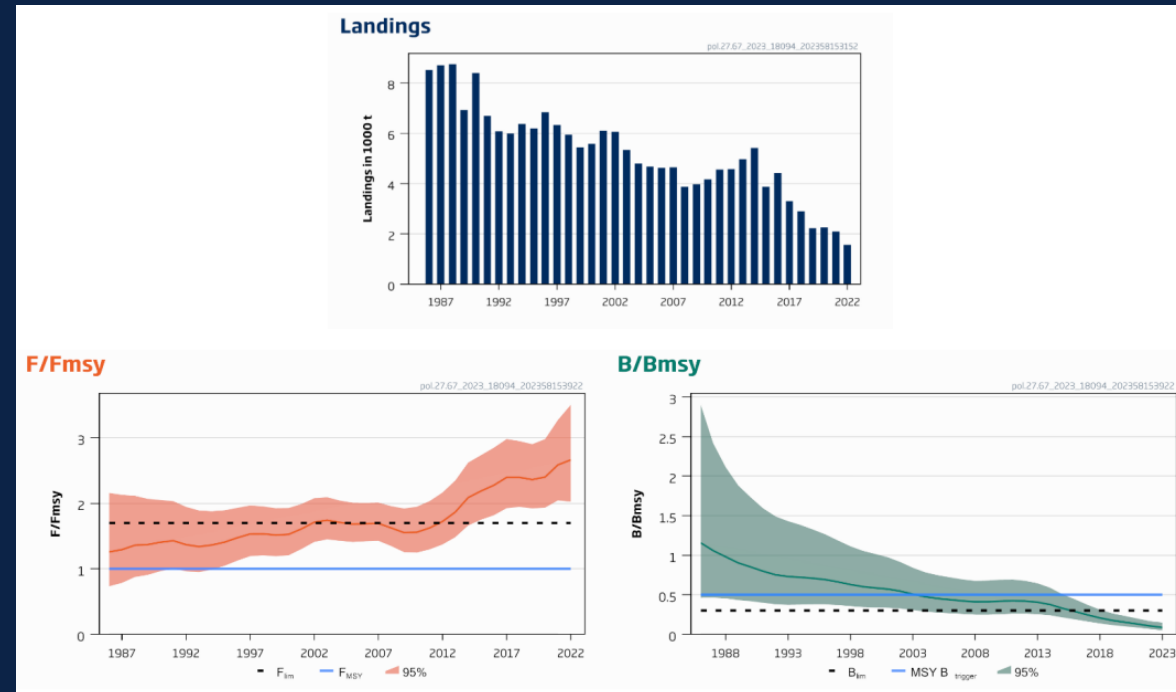 Landings
pol.27.67_2023_18094_202358153152
Landings in 1000 t
8
6
4
2
0
1987 1992 1997 2002 2007 2012 2017 2022
F/Fmsy
pol.27.67_2023_18094_202358153922
F/Fmsy
3
2
1
0
1987 1992 1997 2002 2007 2012 2017 2022
F lim F MSY 95%
B/Bmsy
pol.27.67_2023_18094_202358153922
B/Bmsy
3
2.5
2
1.5
1
0.5
0
1988 1993 1998 2003 2008 2013 2018 2023
B lim MSY B trigger 95%